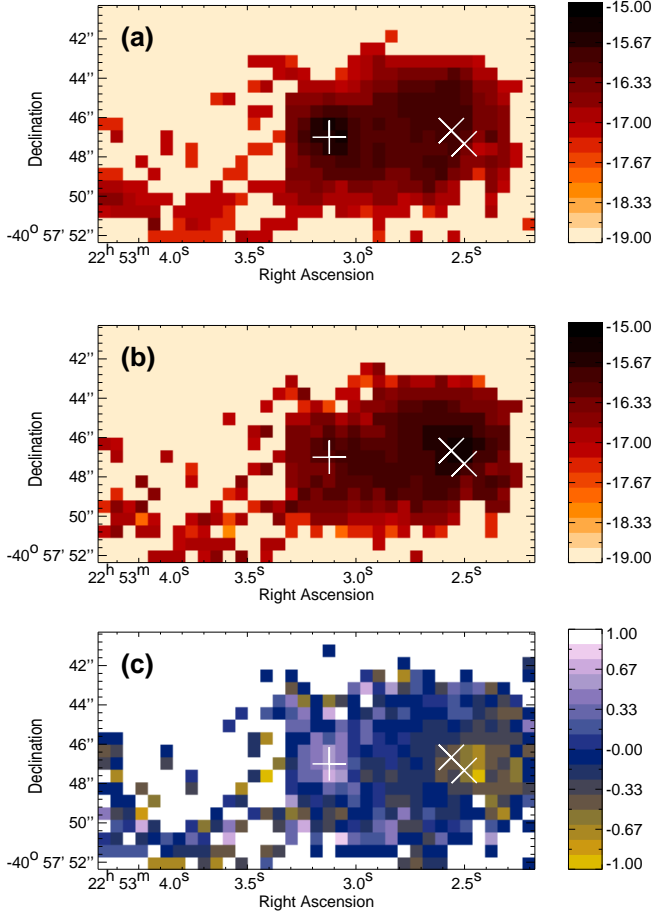 (a)
42''
44''
46''
48''
50''
-40° 57' 52''
22h 53m 4.0s 3.5s 3.0s 2.5s
Right Ascension
Declination
-15.00
-15.67
-16.33
-17.00
-17.67
-18.33
-19.00
(b)
42''
44''
46''
48''
50''
-40° 57' 52''
22h 53m 4.0s 3.5s 3.0s 2.5s
Right Ascension
Declination
-15.00
-15.67
-16.33
-17.00
-17.67
-18.33
-19.00
(c)
42''
44''
46''
48''
50''
-40° 57' 52''
22h 53m 4.0s 3.5s 3.0s 2.5s
Right Ascension
Declination
1.00
0.67
0.33
-0.00
-0.33
-0.67
-1.00